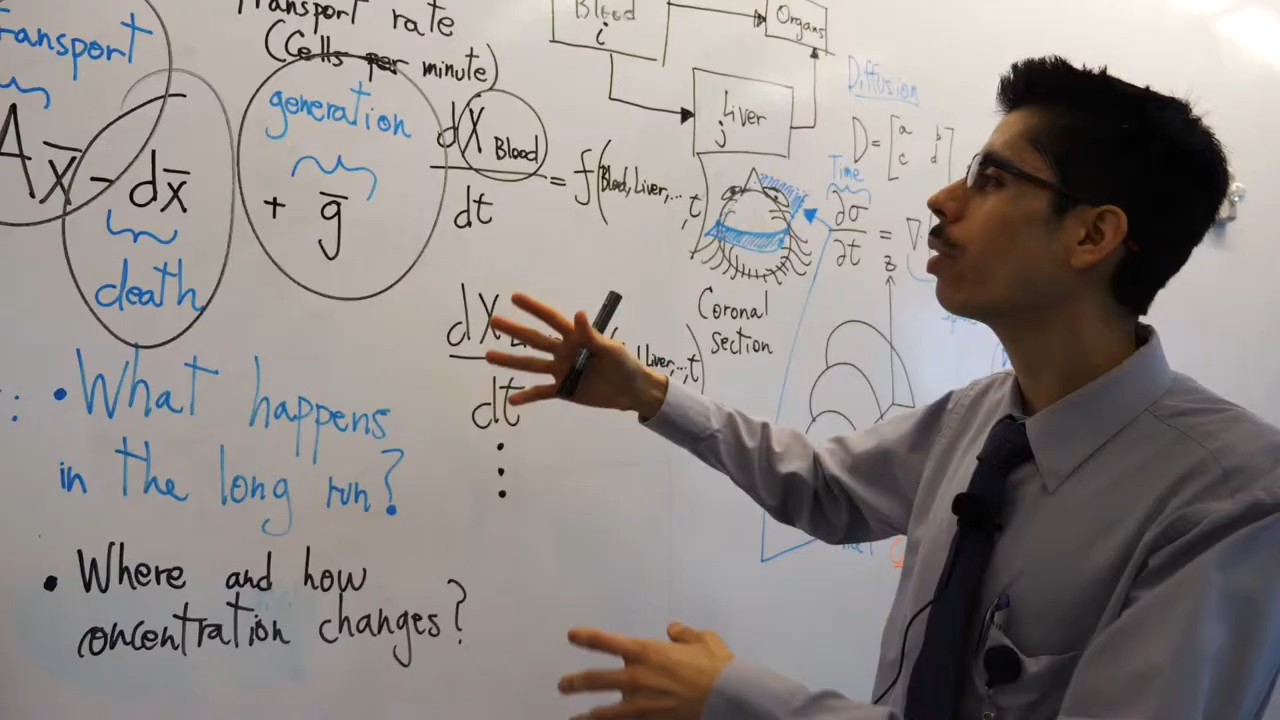 Transport rate
(Cells per minute)
Transport
Ax̄ - dx̄ + ḡ
death
generation
dX Blood
dt
= f(Blood, Liver, ..., t)
dX
Liver, ..., t)
dt
What happens
in the long run?
Where and how
concentration changes?
Blood
i
Organs
Liver
j
Coronal
section
Diffusion
D = [a b
c d]
Time
∂σ
∂t
= ∇
z